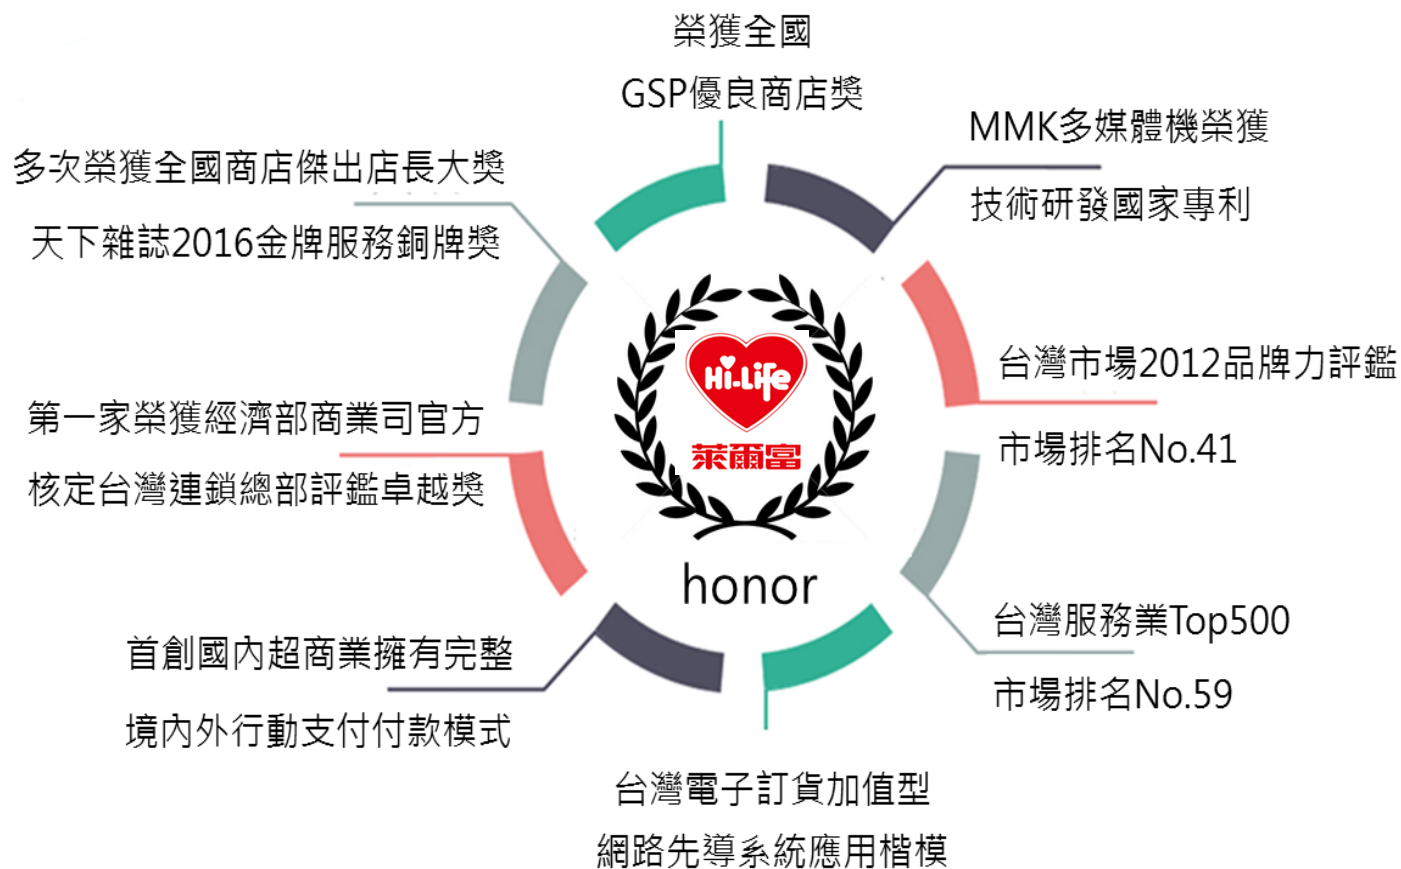 榮獲全國
GSP優良商店獎
MMK多媒體機榮獲
技術研發國家專利
台灣市場2012品牌力評鑑
市場排名No.41
台灣服務業Top500
市場排名No.59
台灣電子訂貨加值型
網路先導系統應用楷模
首創國內超商業擁有完整
境內外行動支付付款模式
第一家榮獲經濟部商業司官方
核定台灣連鎖總部評鑑卓越獎
多次榮獲全國商店傑出店長大獎
天下雜誌2016金牌服務銅牌獎
Hi-Life
萊爾富
honor